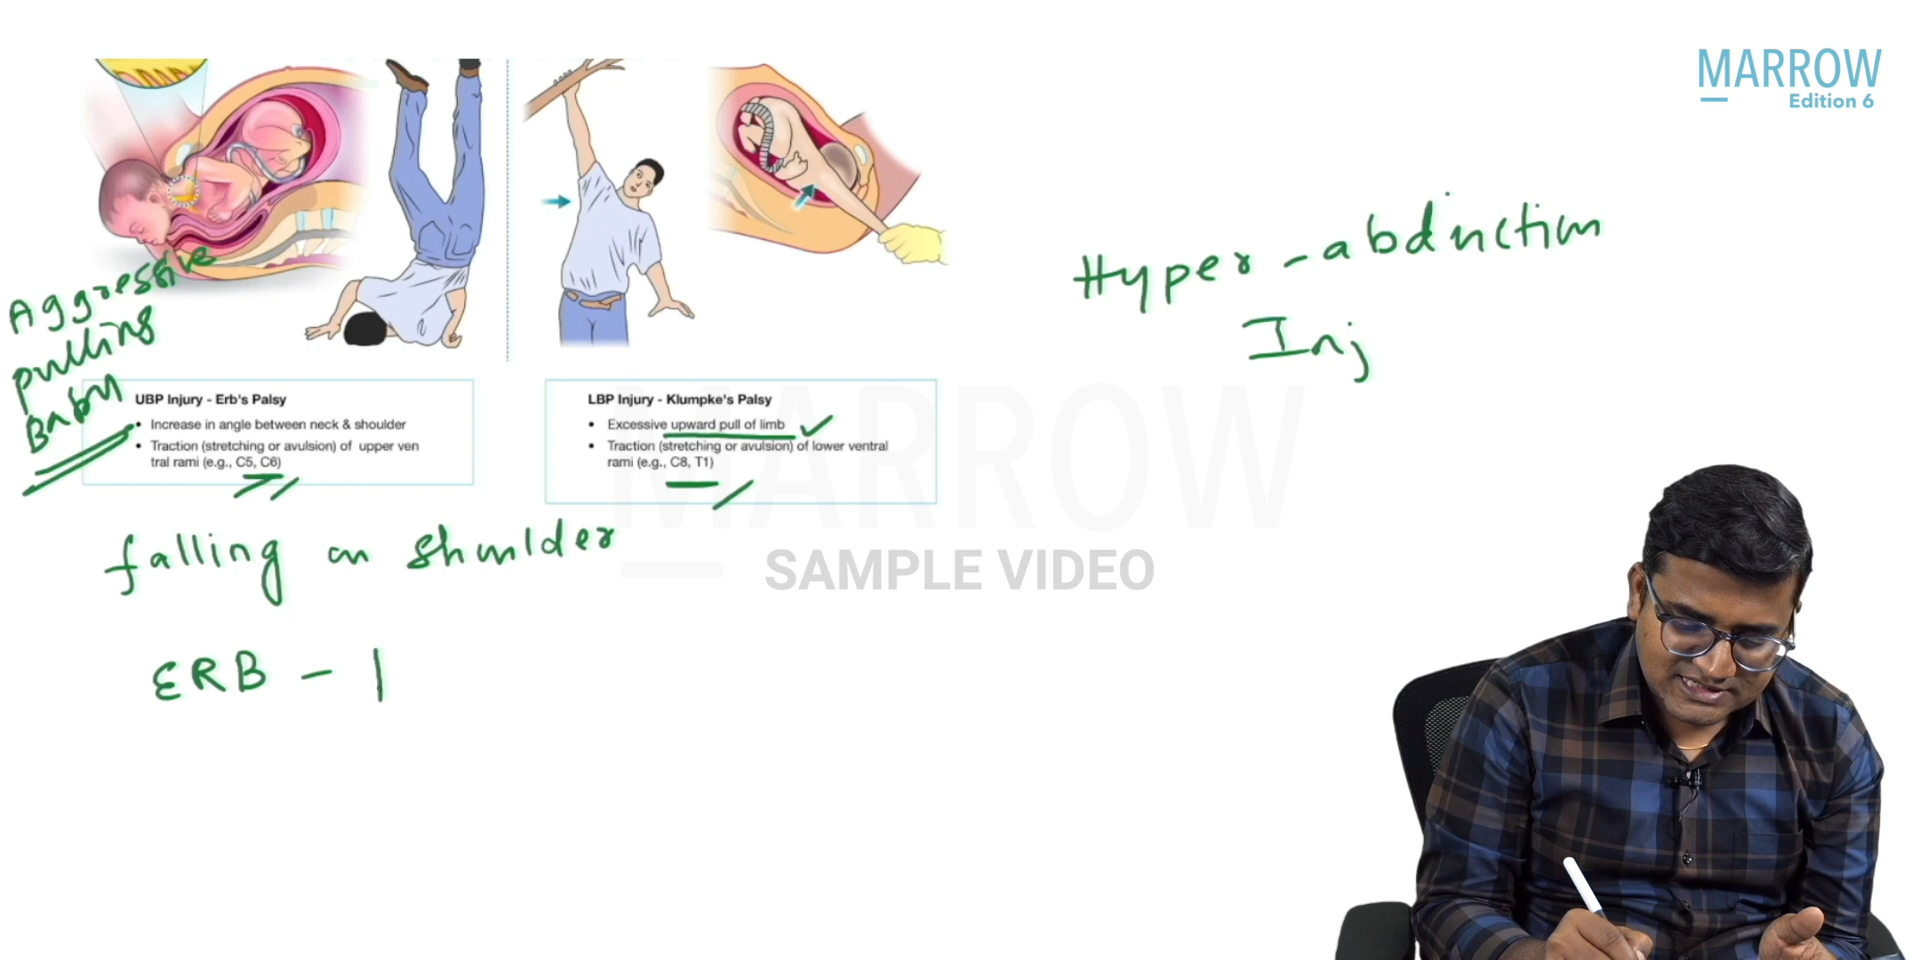 MARROW
Edition 6
Aggressive
pulling
Baby
Hyper-abduction
Inj
UBP Injury - Erb's Palsy
• Increase in angle between neck & shoulder
• Traction (stretching or avulsion) of upper ven
tral rami (e.g., C5, C6)
LBP Injury - Klumpke's Palsy
• Excessive upward pull of limb
• Traction (stretching or avulsion) of lower ventral
rami (e.g., C8, T1)
MARROW
SAMPLE VIDEO
falling on shoulder
ERB - 1